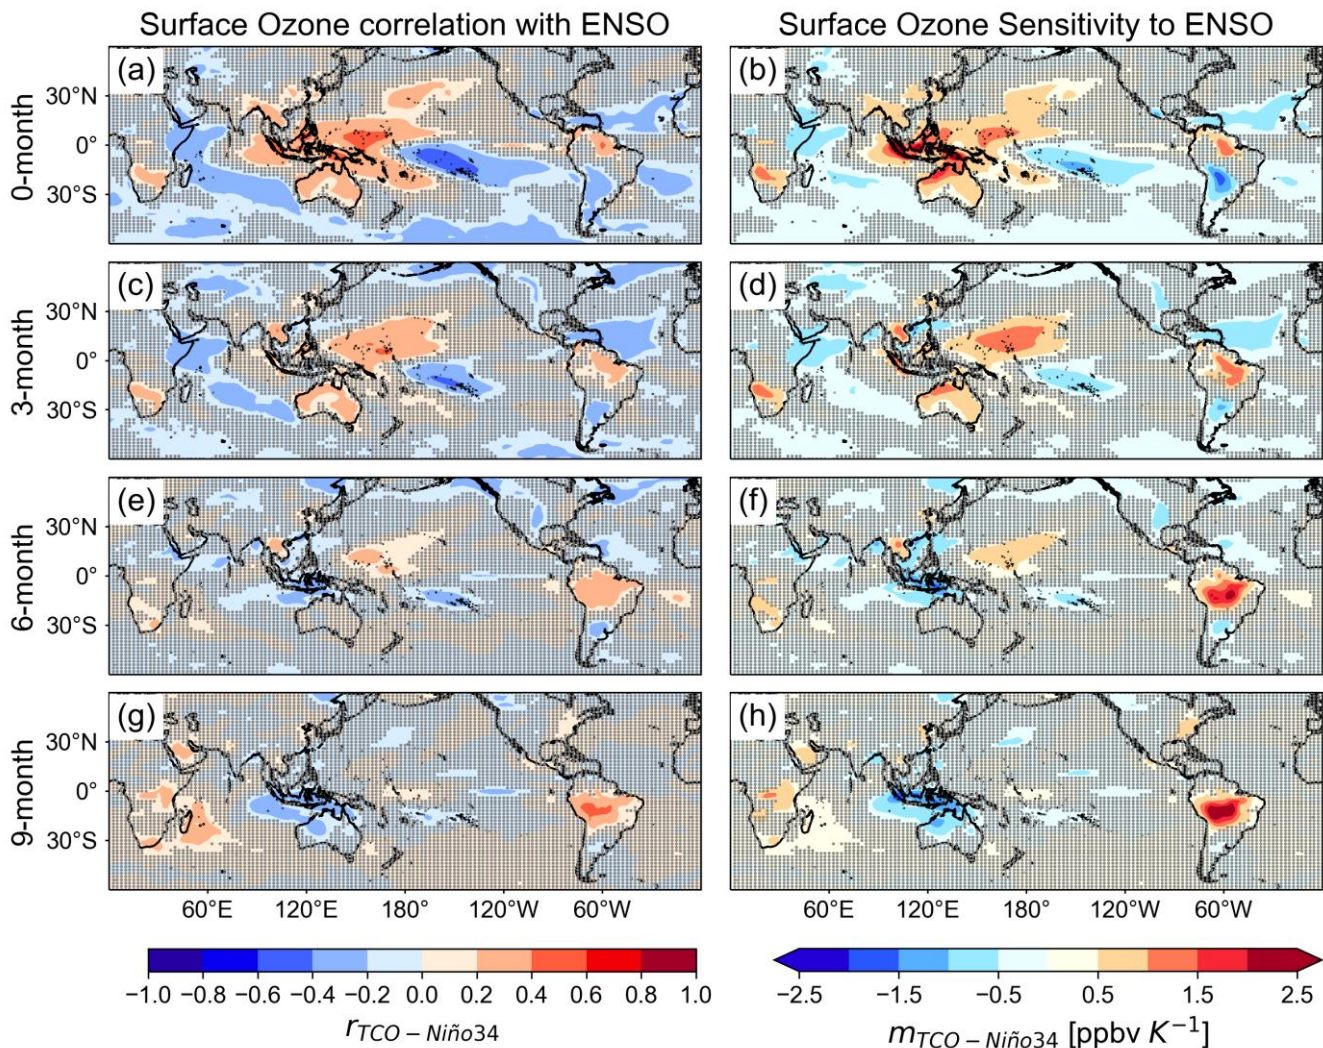 Surface Ozone correlation with ENSO
Surface Ozone Sensitivity to ENSO
0-month
(a)
30°N
0°
30°S
(b)
3-month
(c)
30°N
0°
30°S
(d)
6-month
(e)
30°N
0°
30°S
(f)
9-month
(g)
30°N
0°
30°S
(h)
60°E 120°E 180° 120°W 60°W
60°E 120°E 180° 120°W 60°W
−1.0 −0.8 −0.6 −0.4 −0.2 0.0 0.2 0.4 0.6 0.8 1.0
r_TCO − Niño34
−2.5 −1.5 −0.5 0.5 1.5 2.5
m_TCO − Niño34 [ppbv K⁻¹]